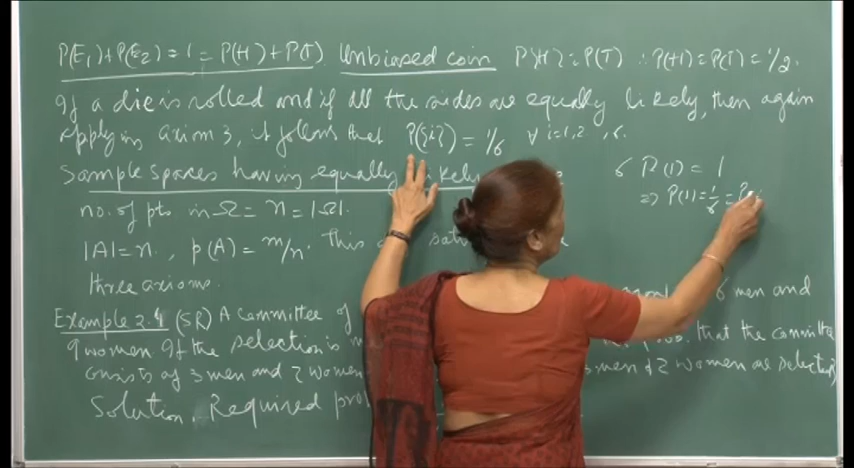 P(E₁)+P(E₂) = 1 = P(H) + P(T). Unbiased coin P{H} = P(T) ∴ P(H) = P(T) = 1/2.
If a die is rolled and if all the sides are equally likely, then again
applying axiom 3, it follows that P({i}) = 1/6 ∀ i=1,2 ,6.
6 P(1) = 1
Sample spaces having equally likely
⇒ P(1) = 1/6 = P
no. of pts in Ω = n = |Ω|.
|A| = n. , p(A) = m/n. This sat
three axioms.
Example 2.4 (SR) A Committee of 6 men and
9 women If the selection is that the committee
consists of 3 men and 2 women men & 2 women are selected)
Solution. Required